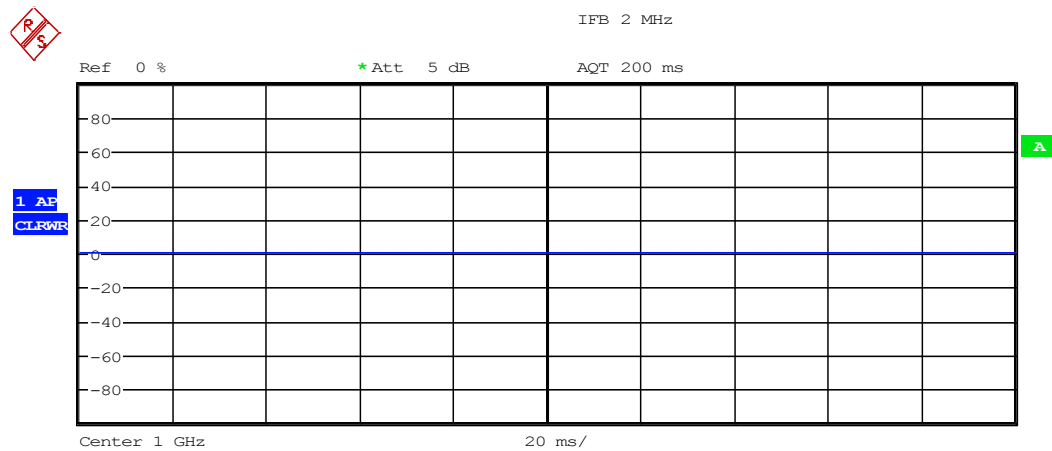 R
S
IFB 2 MHz
Ref 0 % *Att 5 dB AQT 200 ms
80
60
A
40
1 AP
20
CLRWR
0
-20
-40
-60
-80
Center 1 GHz 20 ms/